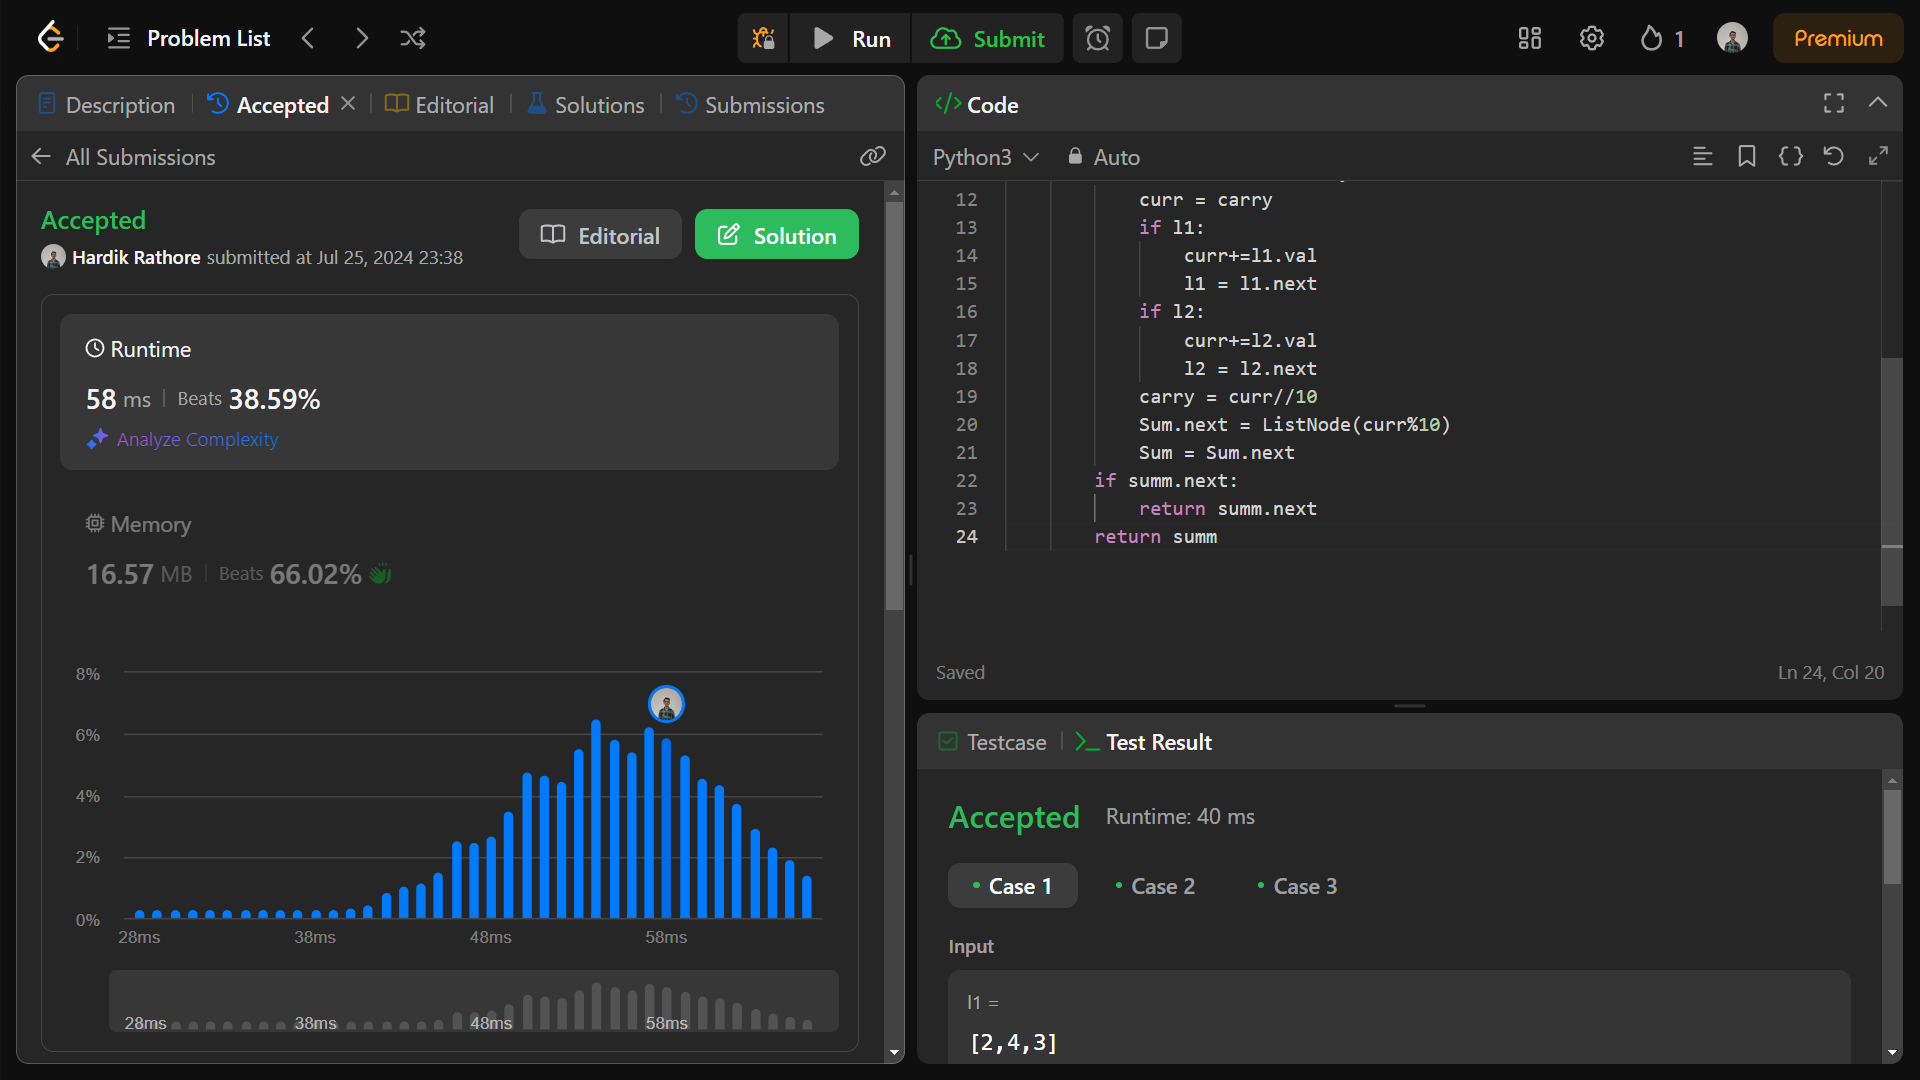 Problem List
Run
Submit
1
Premium
Description
Accepted
Editorial
Solutions
Submissions
All Submissions
Accepted
Hardik Rathore submitted at Jul 25, 2024 23:38
Editorial
Solution
Runtime
58 ms | Beats 38.59%
Analyze Complexity
Memory
16.57 MB | Beats 66.02%
8%
6%
4%
2%
0%
28ms
38ms
48ms
58ms
28ms
38ms
48ms
58ms
</> Code
Python3
Auto
12 curr = carry
13 if l1:
14 curr+=l1.val
15 l1 = l1.next
16 if l2:
17 curr+=l2.val
18 l2 = l2.next
19 carry = curr//10
20 Sum.next = ListNode(curr%10)
21 Sum = Sum.next
22 if summ.next:
23 return summ.next
24 return summ
Saved
Ln 24, Col 20
Testcase
Test Result
Accepted
Runtime: 40 ms
Case 1
Case 2
Case 3
Input
l1 =
[2,4,3]